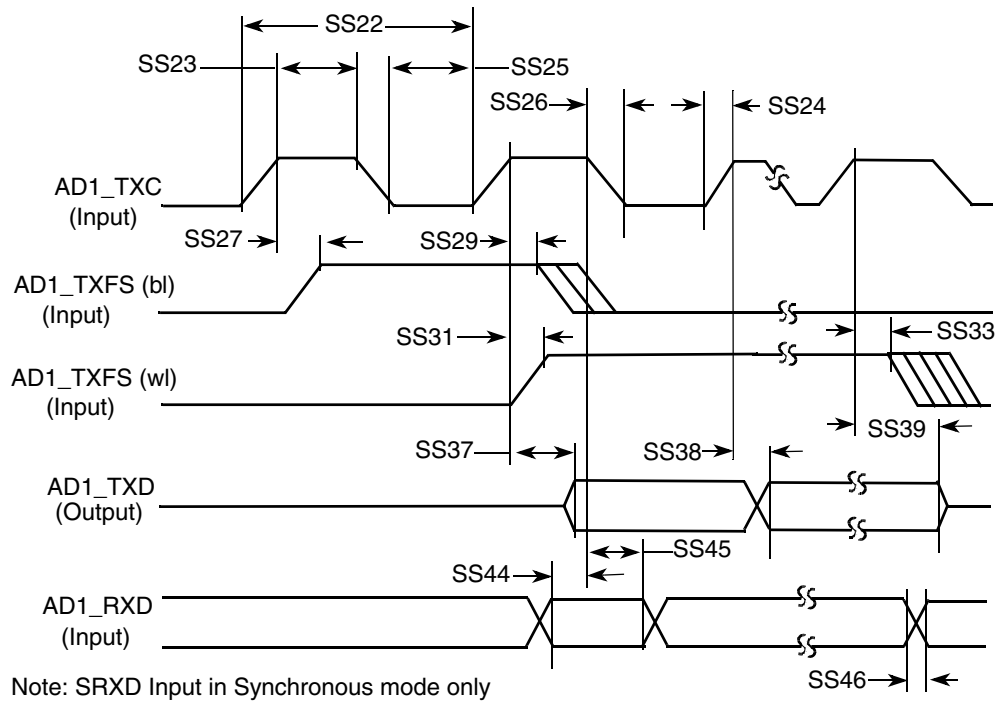 SS22
SS23
SS25
SS26
SS24
AD1_TXC
(Input)
SS27
SS29
AD1_TXFS (bl)
(Input)
SS31
SS33
AD1_TXFS (wl)
(Input)
SS39
SS37
SS38
AD1_TXD
(Output)
SS45
SS44
AD1_RXD
(Input)
SS46
Note: SRXD Input in Synchronous mode only